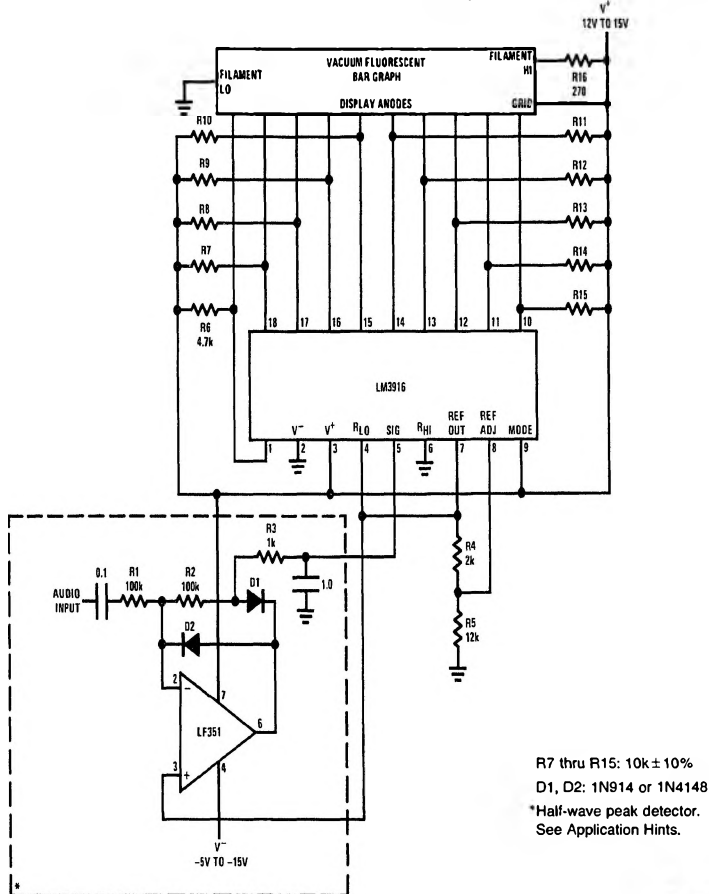 V+
12V TO 15V
FILAMENT
LO
VACUUM FLUORESCENT
BAR GRAPH
DISPLAY ANODES
FILAMENT
HI
GRID
R16
270
R10
R11
R9
R12
R8
R13
R7
R14
R6
4.7k
R15
18 17 16 15 14 13 12 11 10
LM3916
V− V+ RLO SIG RHI REF OUT REF ADJ MODE
1 2 3 4 5 6 7 8 9
R3
1k
R4
2k
0.1
R1
100k
R2
100k
D1
1.0
AUDIO
INPUT
R5
12k
D2
2
−
7
LF351
6
3
+
4
V−
−5V TO −15V
*
R7 thru R15: 10k ± 10%
D1, D2: 1N914 or 1N4148
*Half-wave peak detector.
See Application Hints.